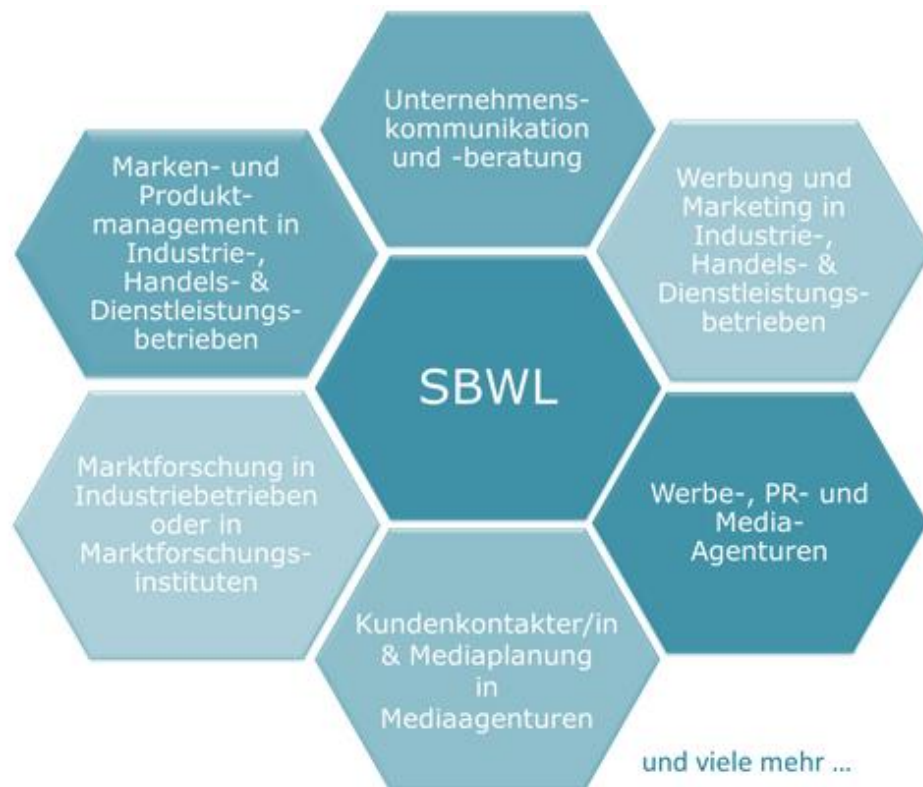 Unternehmens-
kommunikation
und -beratung
Marken- und
Produkt-
management in
Industrie-,
Handels- &
Dienstleistungs-
betrieben
Werbung und
Marketing in
Industrie-,
Handels- &
Dienstleistungs-
betrieben
SBWL
Marktforschung in
Industriebetrieben
oder in
Marktforschungs-
instituten
Werbe-, PR- und
Media-
Agenturen
Kundenkontakter/in
& Mediaplanung
in
Mediaagenturen
und viele mehr ...